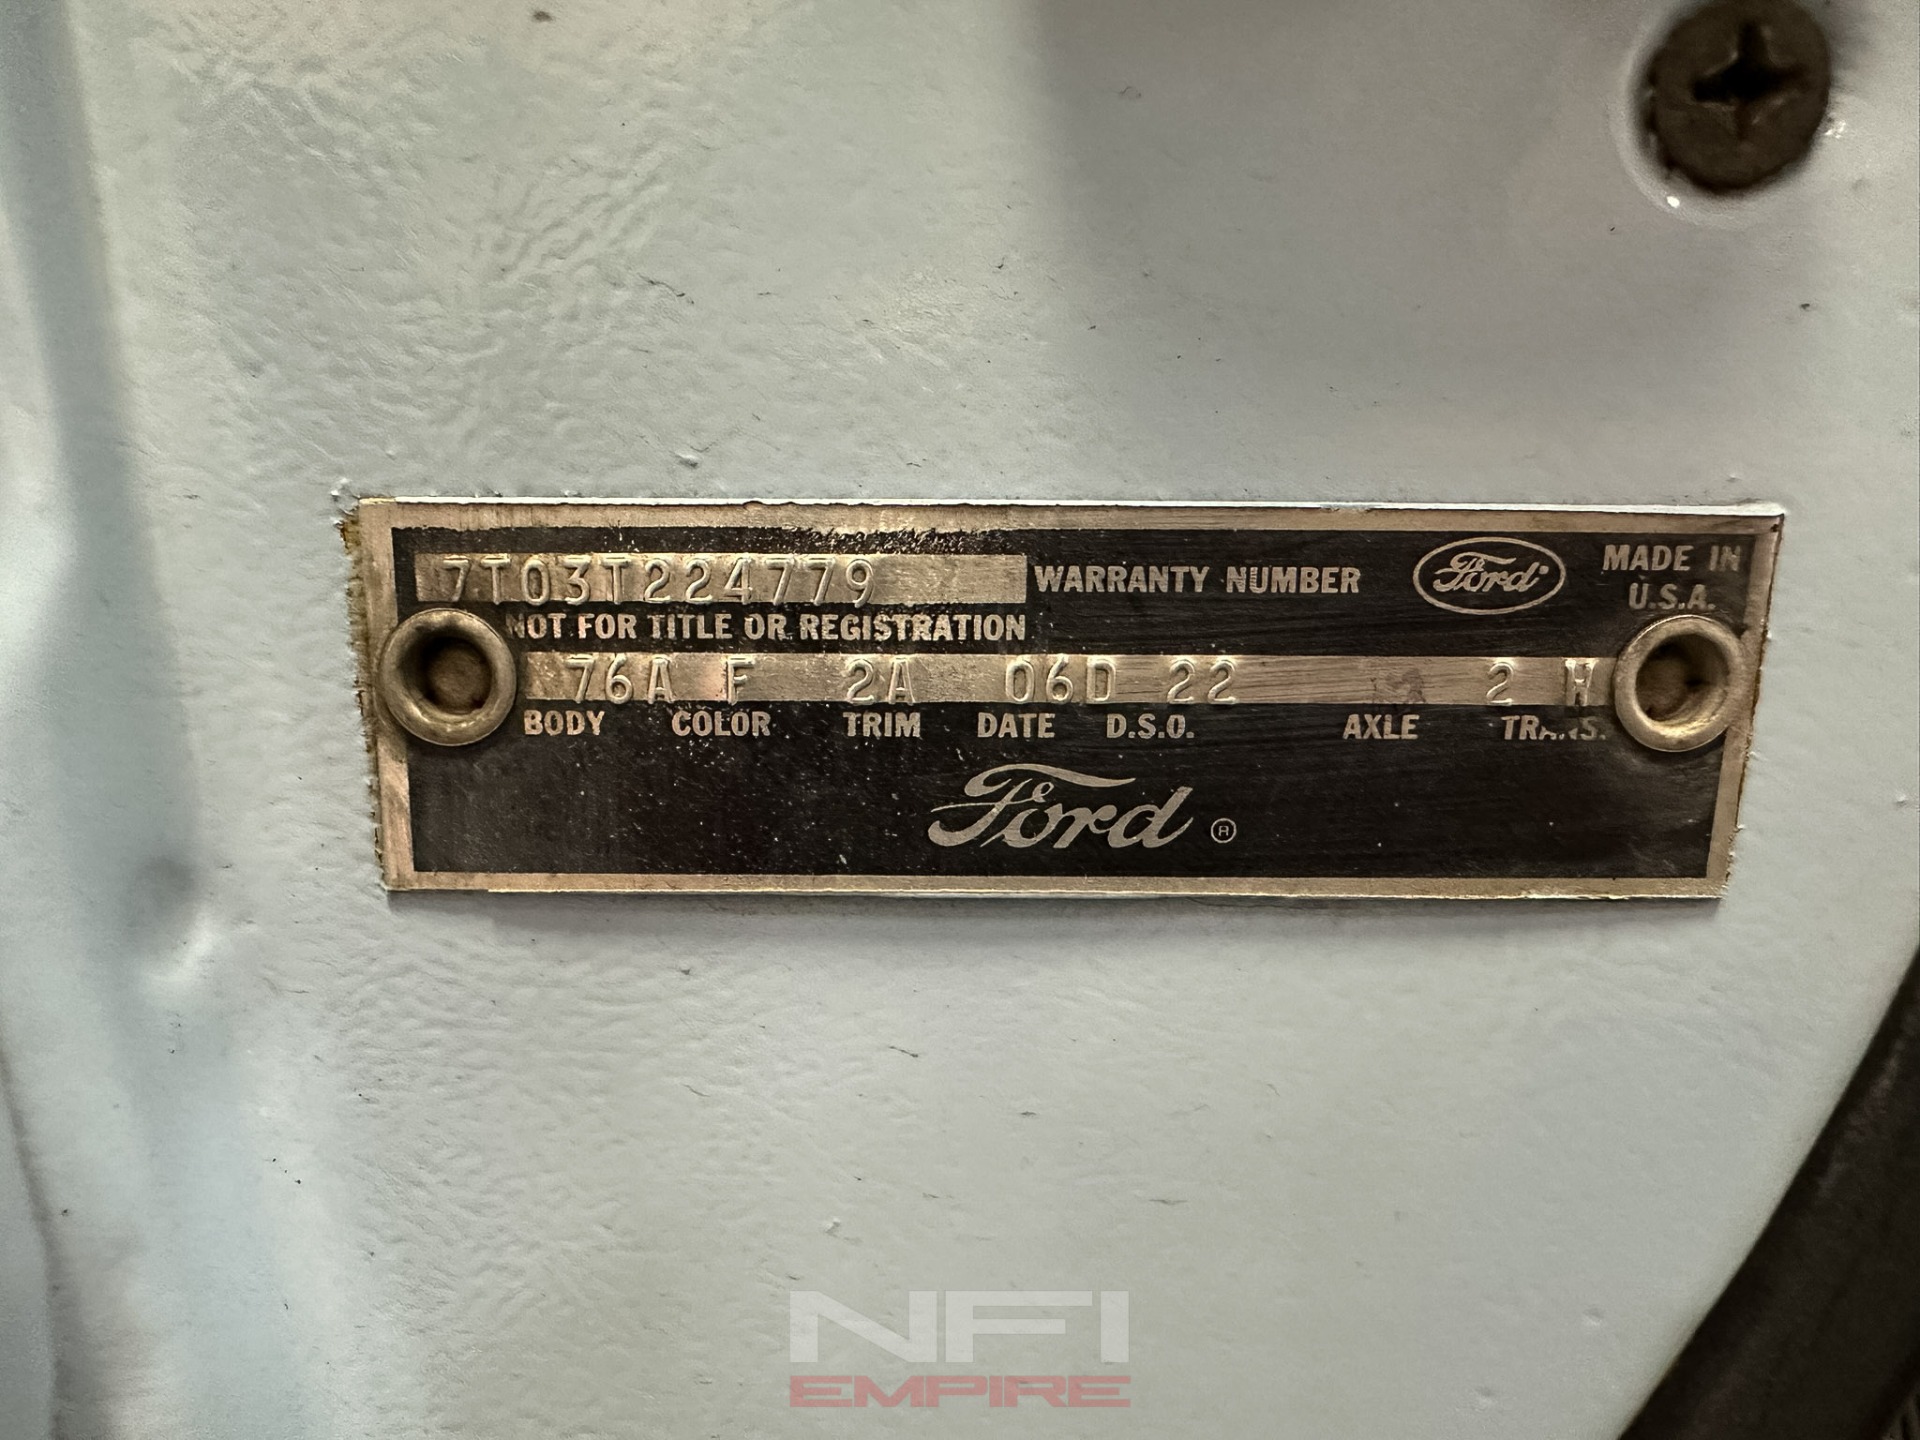 7T03T224779 WARRANTY NUMBER Ford MADE IN
U.S.A.
NOT FOR TITLE OR REGISTRATION
76A F 2A 06D 22 2 W
BODY COLOR TRIM DATE D.S.O. AXLE TRANS.
Ford ®
NFI
EMPIRE